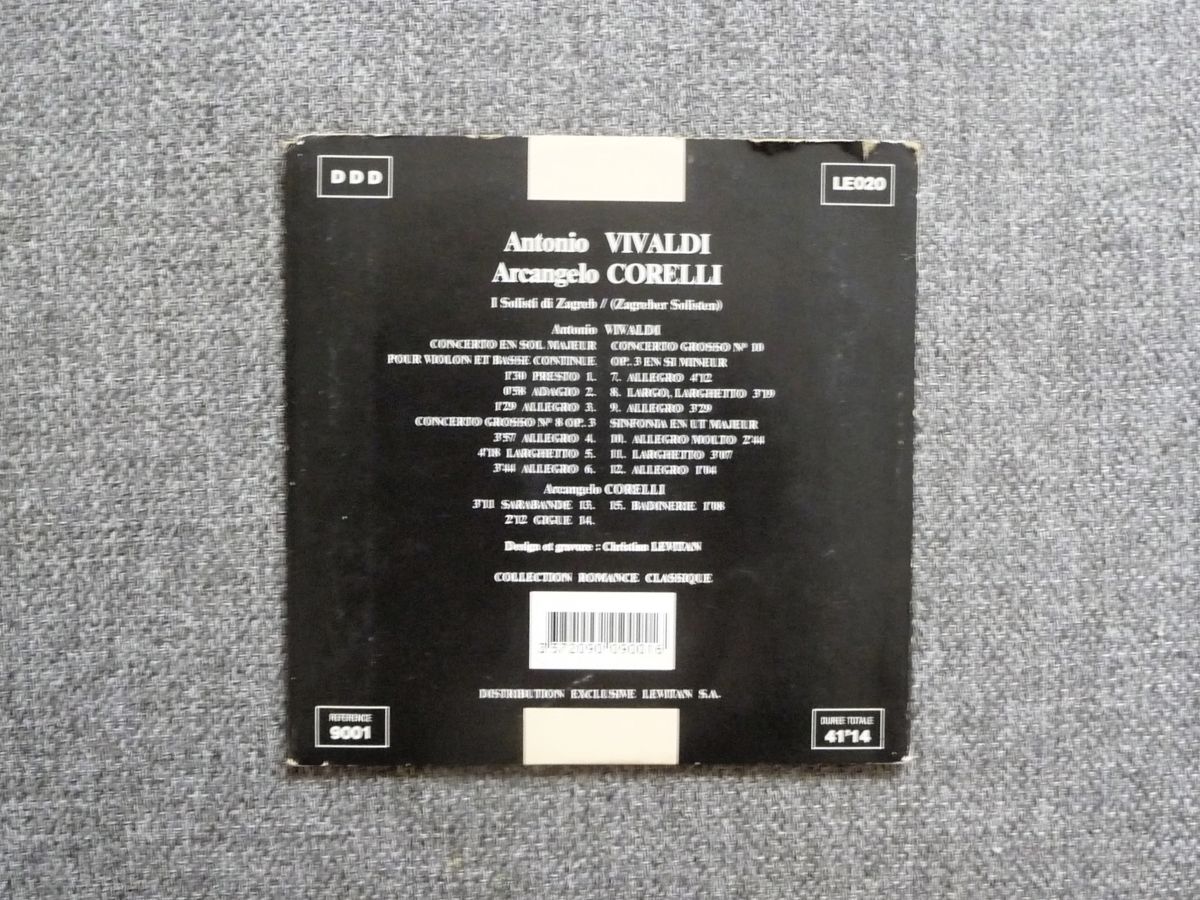 D D D
LE020
Antonio VIVALDI
Arcangelo CORELLI
I Solisti di Zagreb // (Zagreber Solisten)
Antonio VIVALDI
CONCERTO EN SOL MAJEUR
POUR VIOLON ET BASSE CONTINUE
1'30 PRESTO 1.
0'58 ADAGIO 2.
1'29 ALLEGRO 3.
CONCERTO GROSSO N° 8 OP. 3
3'57 ALLEGRO 4.
4'18 LARGHETTO 5.
3'44 ALLEGRO 6.
CONCERTO GROSSO N° 10
OP. 3 EN SI MINEUR
7. ALLEGRO 4'12
8. LARGO, LARGHETTO 3'19
9. ALLEGRO 3'29
SINFONIA EN UT MAJEUR
10. ALLEGRO MOLTO 2'44
11. LARGHETTO 3'07
12. ALLEGRO 1'04
Arcangelo CORELLI
3'11 SARABANDE 13.
2'12 GIGUE 14.
15. BADINERIE 1'08
Design et gravure : Christian LEVITAN
COLLECTION ROMANCE CLASSIQUE
3 572090 090016
DISTRIBUTION EXCLUSIVE LEVITAN S.A.
REFERENCE
9001
DUREE TOTALE
41"14